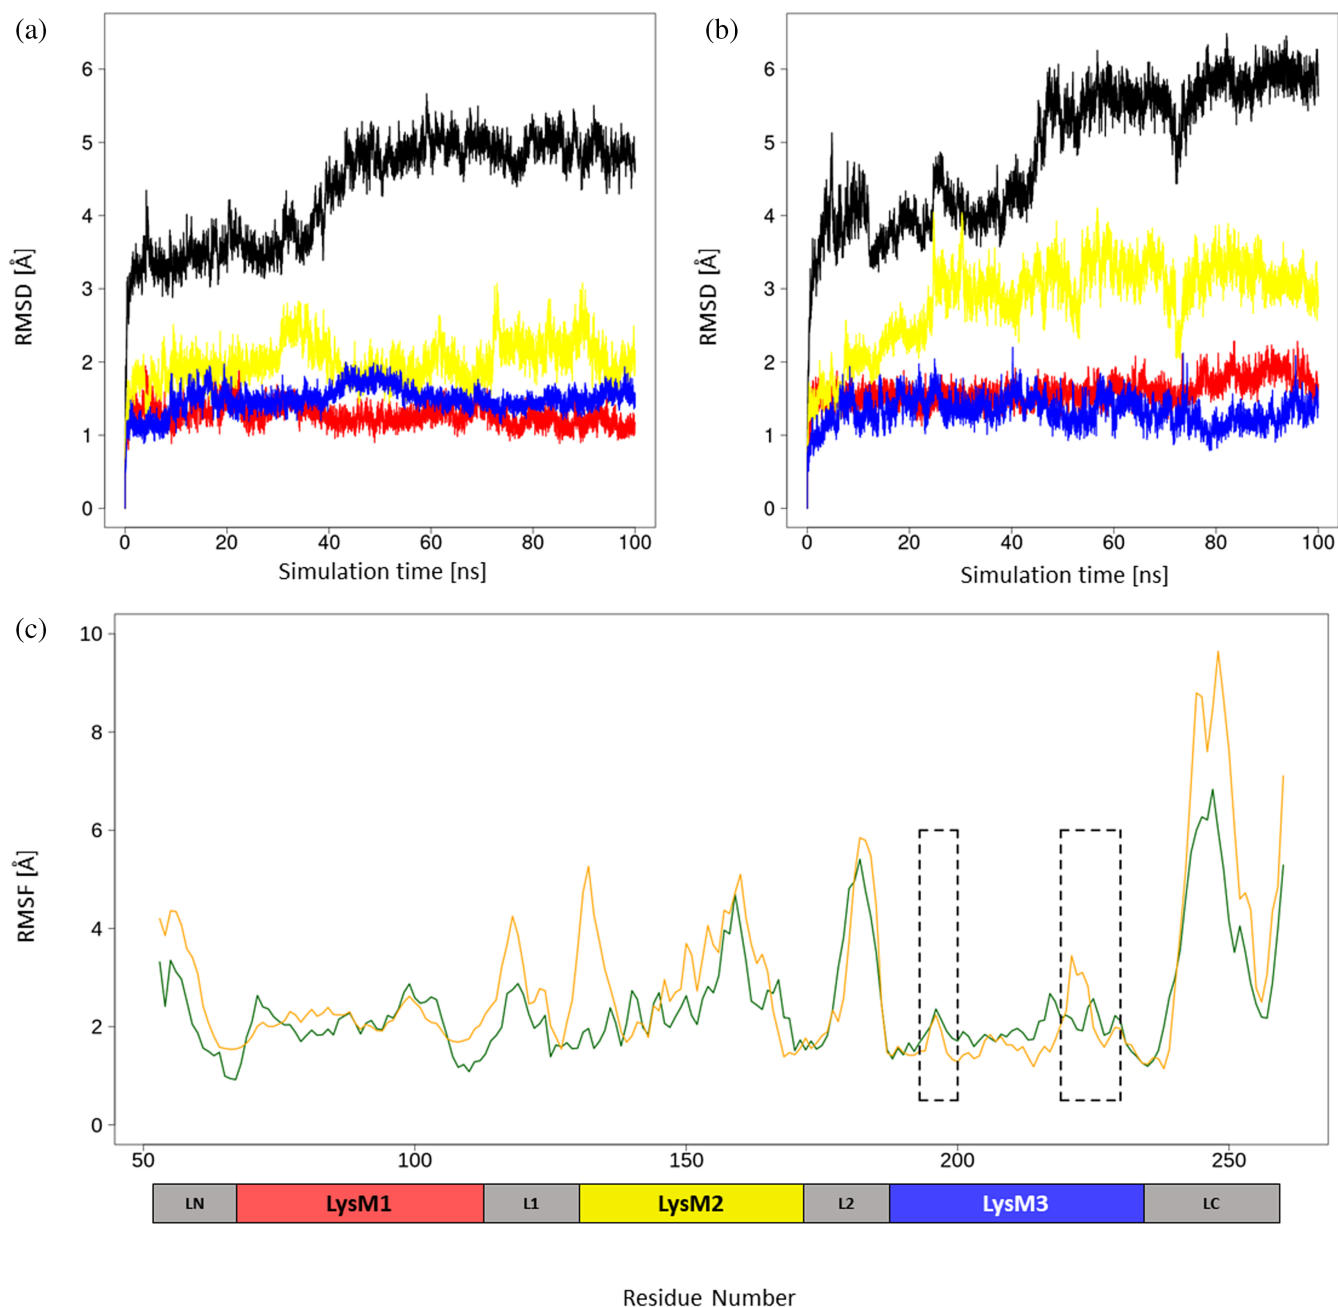 (a)
(b)
6
5
4
3
2
1
0
RMSD [Å]
0 20 40 60 80 100
Simulation time [ns]
6
5
4
3
2
1
0
RMSD [Å]
0 20 40 60 80 100
Simulation time [ns]
(c)
10
8
6
4
2
0
RMSF [Å]
50 100 150 200 250
LN LysM1 L1 LysM2 L2 LysM3 LC
Residue Number